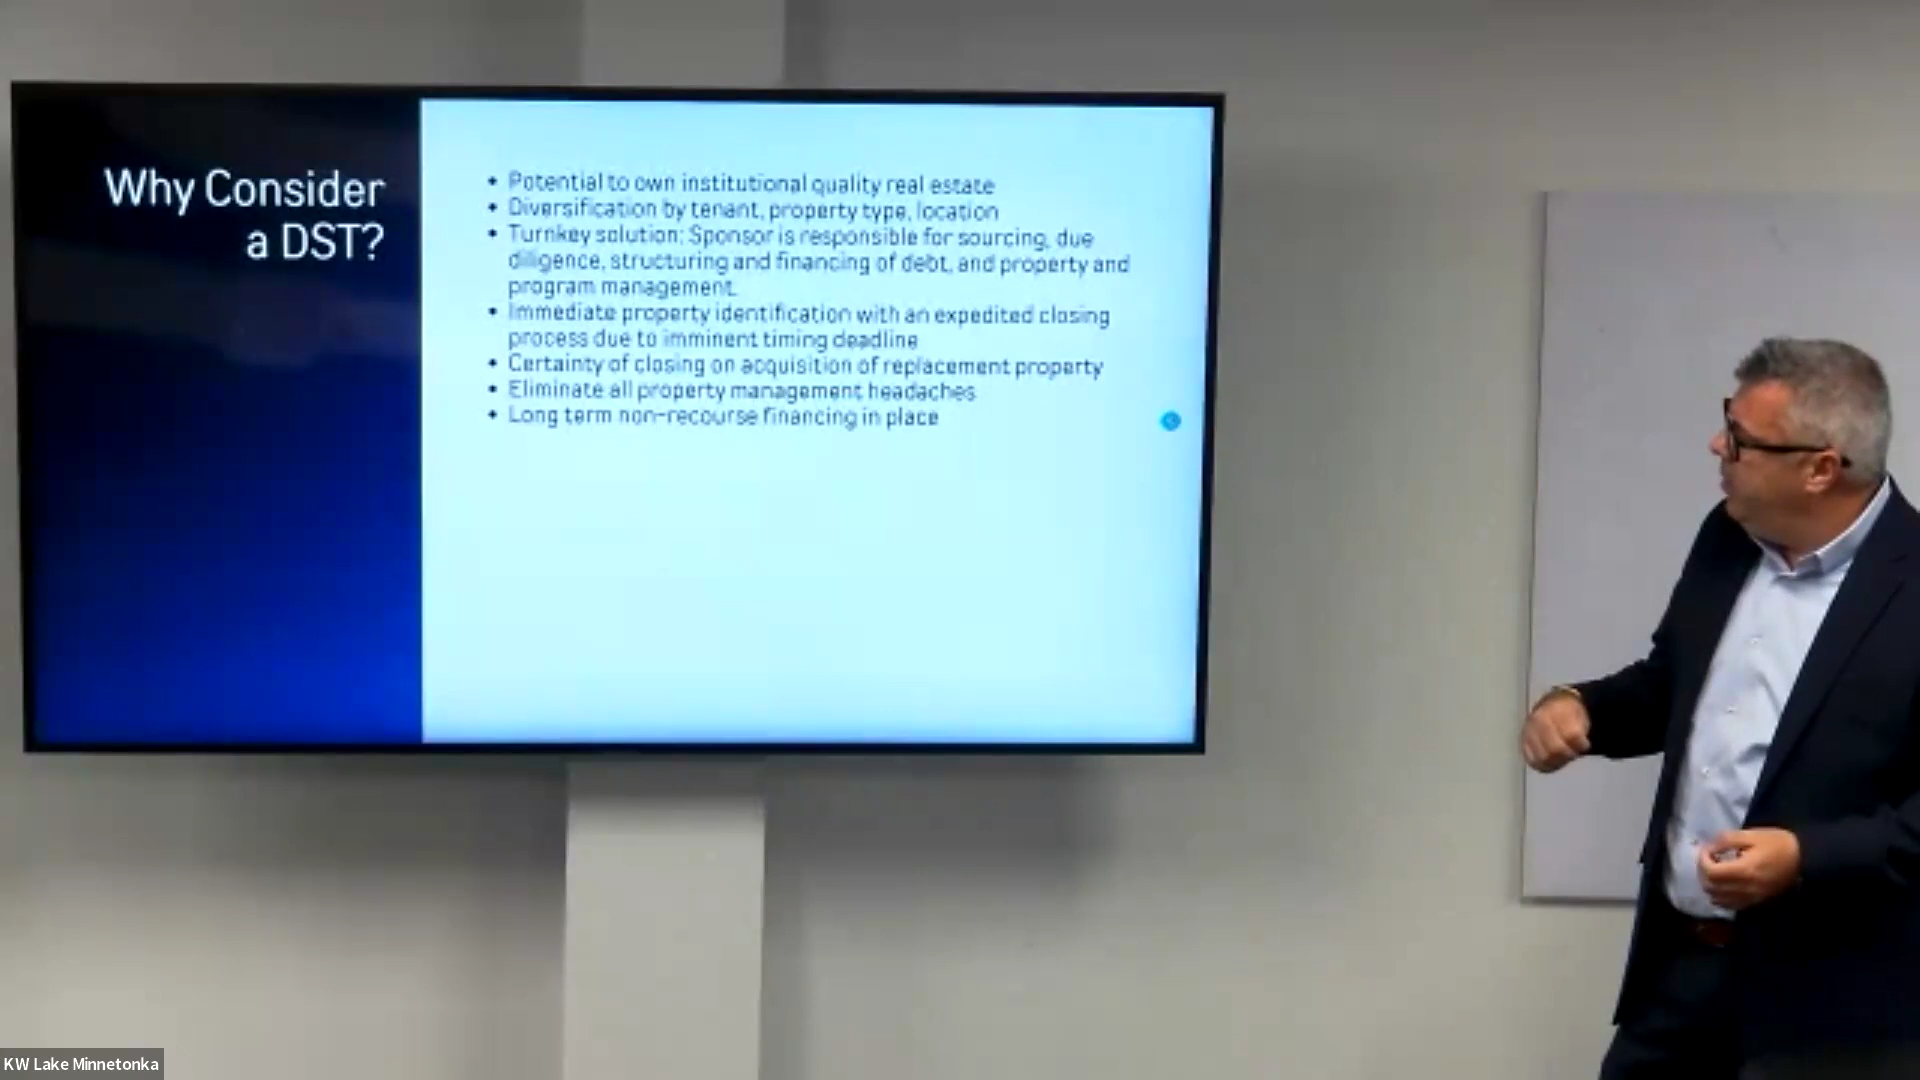 Why Consider
a DST?
• Potential to own institutional quality real estate
• Diversification by tenant, property type, location
• Turnkey solution: Sponsor is responsible for sourcing, due
diligence, structuring and financing of debt, and property and
program management.
• Immediate property identification with an expedited closing
process due to imminent timing deadline
• Certainty of closing on acquisition of replacement property
• Eliminate all property management headaches
• Long term non-recourse financing in place
KW Lake Minnetonka